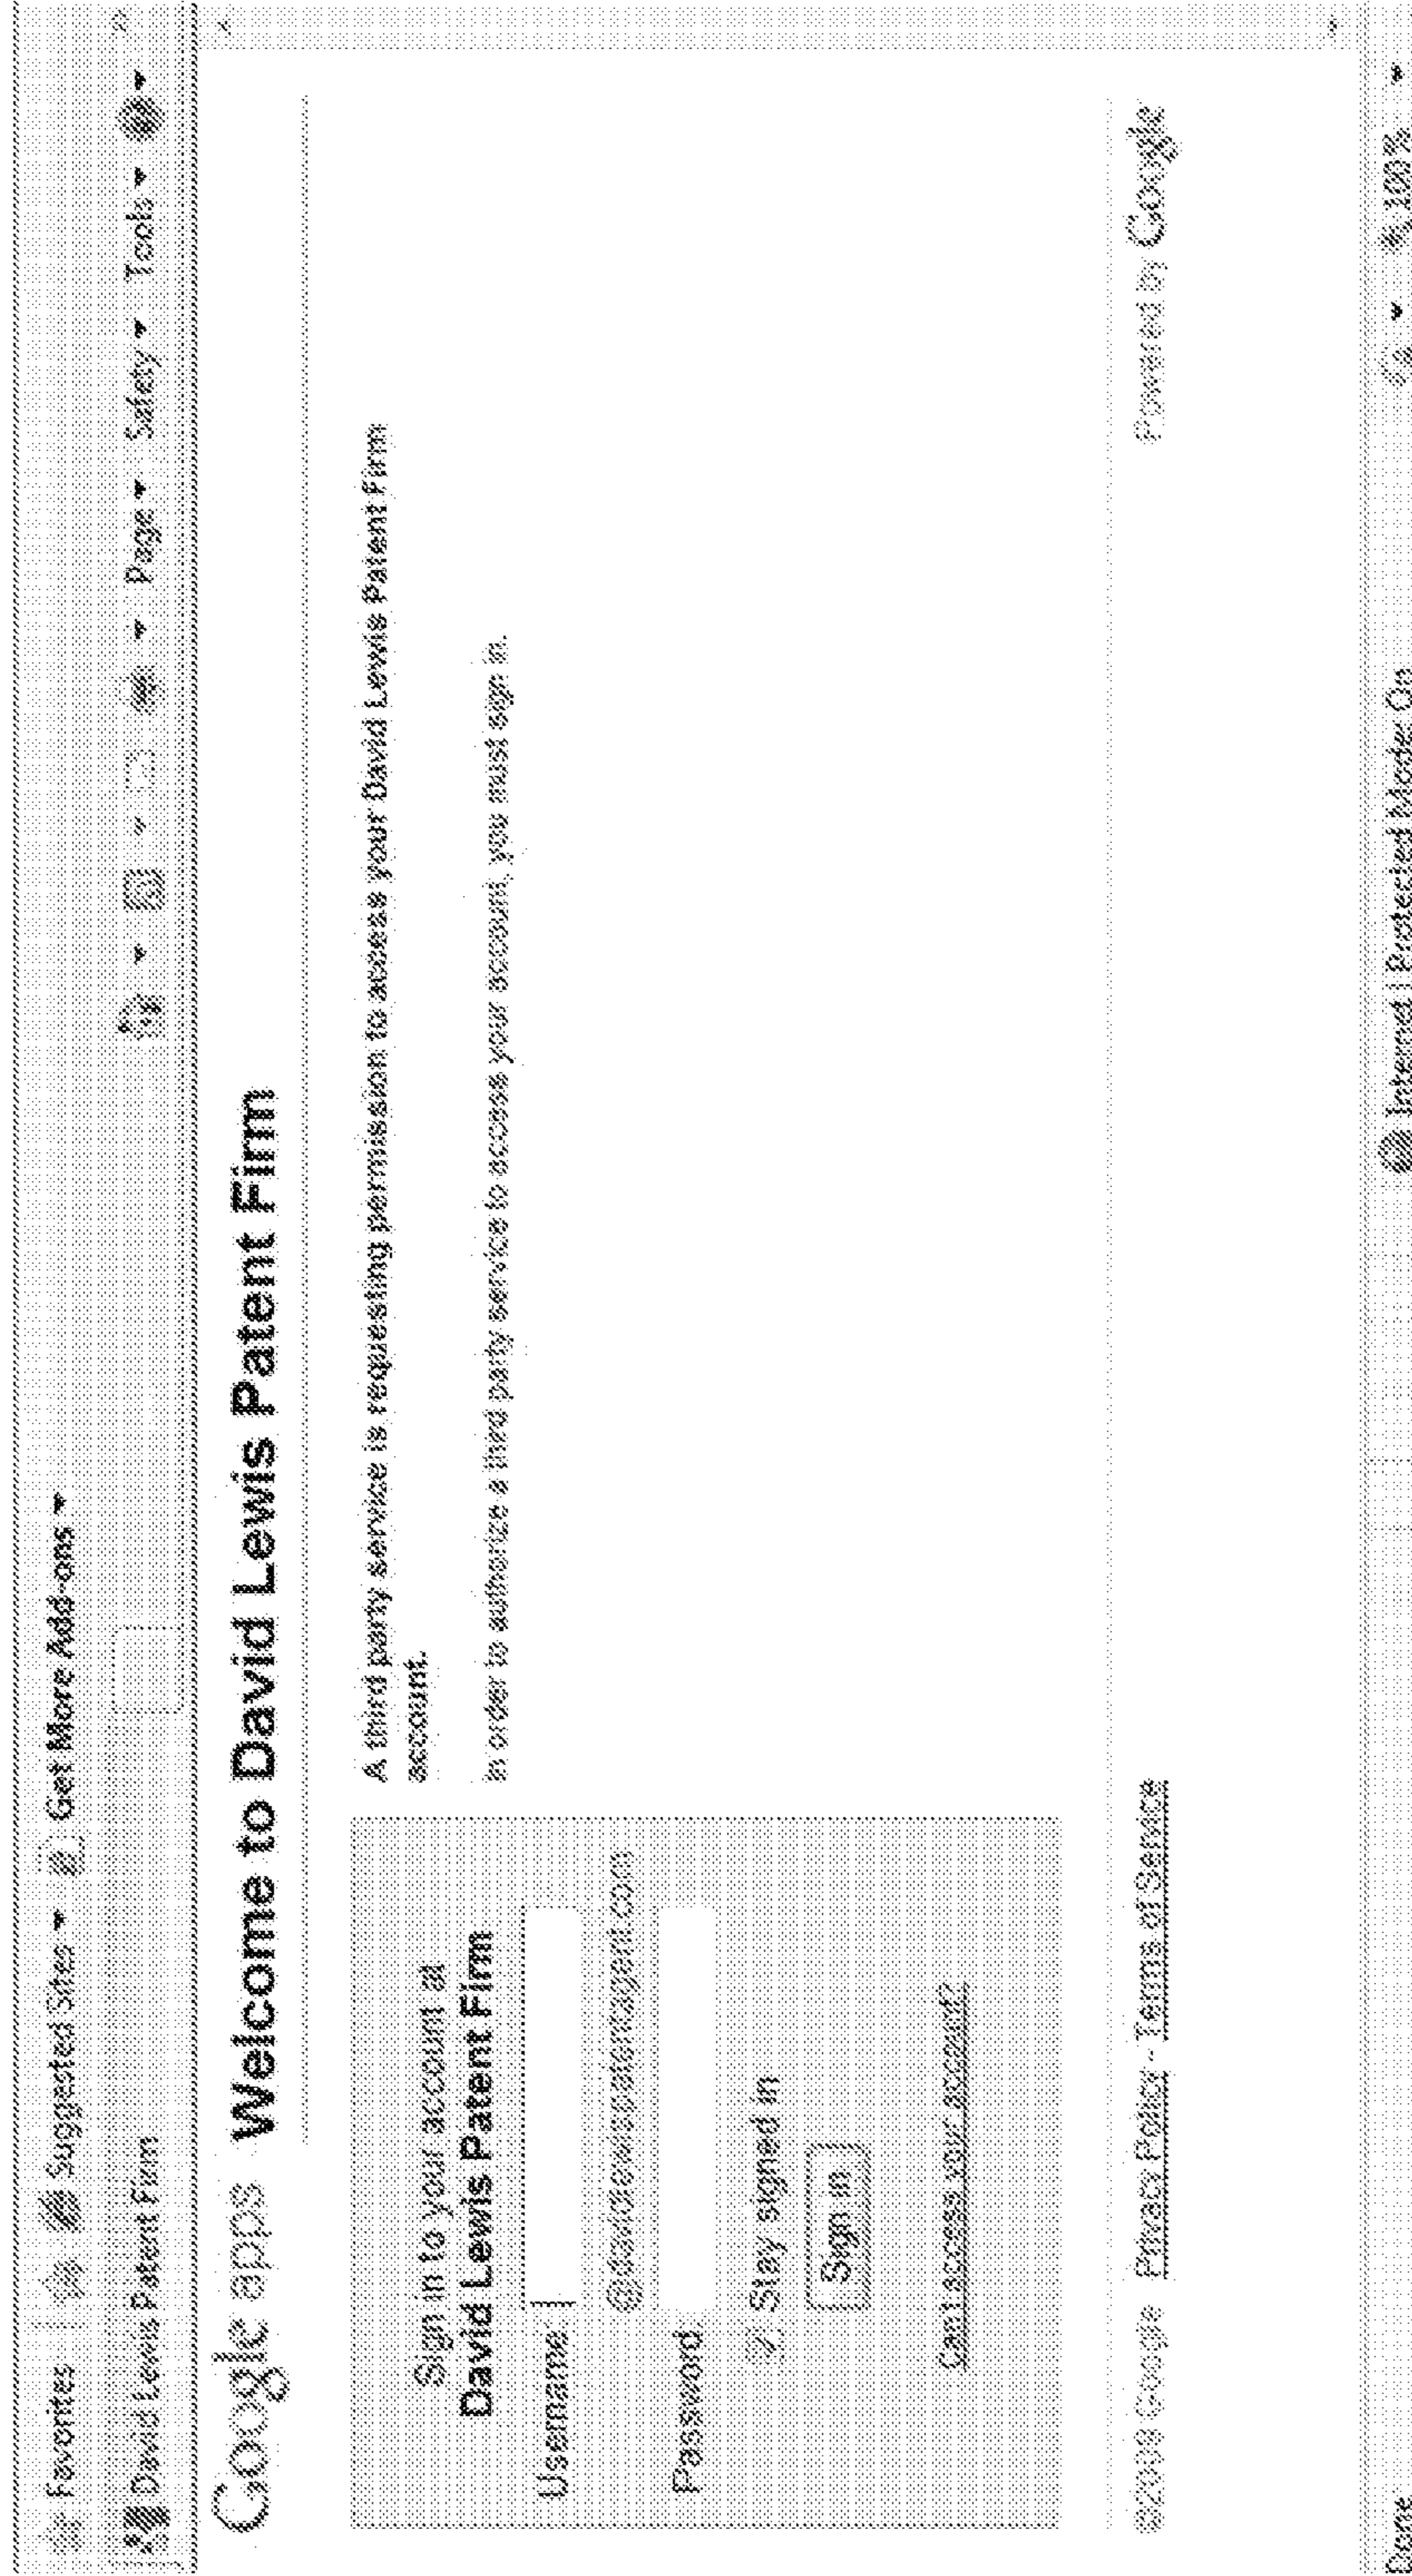 Favorites Suggested Sites Get More Add-ons
David Lewis Patent Firm Page Safety Tools
Google apps Welcome to David Lewis Patent Firm
Sign in to your account at
David Lewis Patent Firm
Username
@davidlewispatentagent.com
Password
Stay signed in
Sign in
Can't access your account?
A third party service is requesting permission to access your David Lewis Patent Firm
account.
In order to authorize a third party service to access your account, you must sign in.
©2009 Google Privacy Policy - Terms of Service Powered by Google
Done Internet | Protected Mode: On 100%